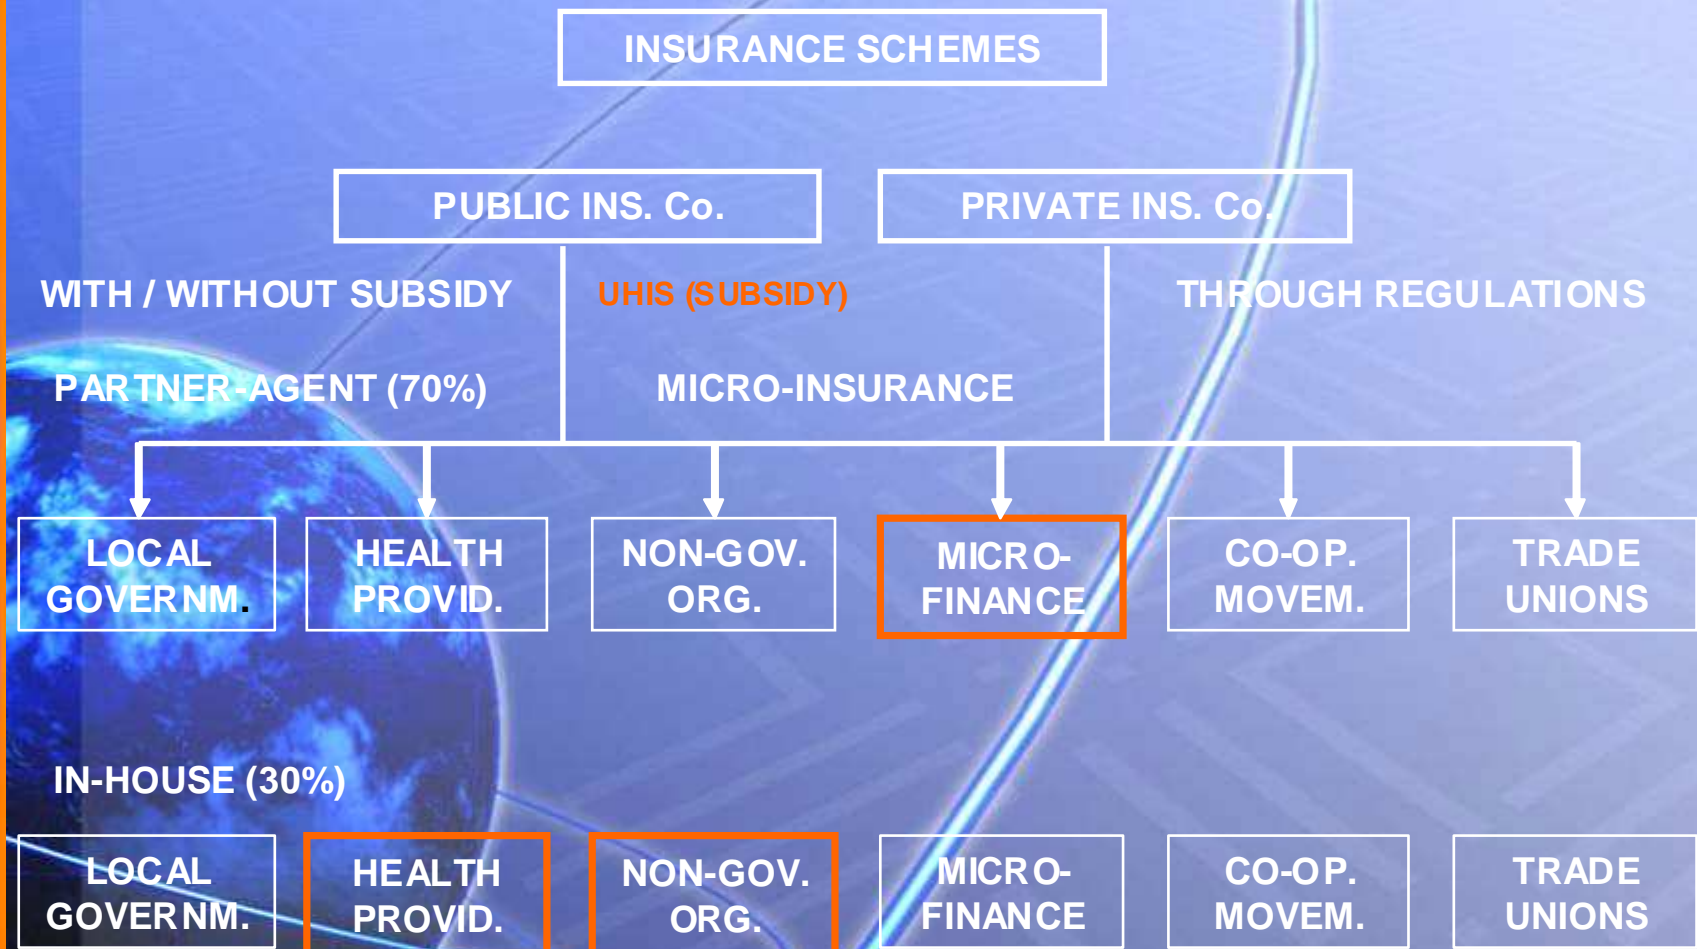 INSURANCE SCHEMES
PUBLIC INS. Co.
PRIVATE INS. Co.
WITH / WITHOUT SUBSIDY
UHIS (SUBSIDY)
THROUGH REGULATIONS
PARTNER-AGENT (70%)
MICRO-INSURANCE
LOCAL
GOVERNM.
HEALTH
PROVID.
NON-GOV.
ORG.
MICRO-
FINANCE
CO-OP.
MOVEM.
TRADE
UNIONS
IN-HOUSE (30%)
LOCAL
GOVERNM.
HEALTH
PROVID.
NON-GOV.
ORG.
MICRO-
FINANCE
CO-OP.
MOVEM.
TRADE
UNIONS